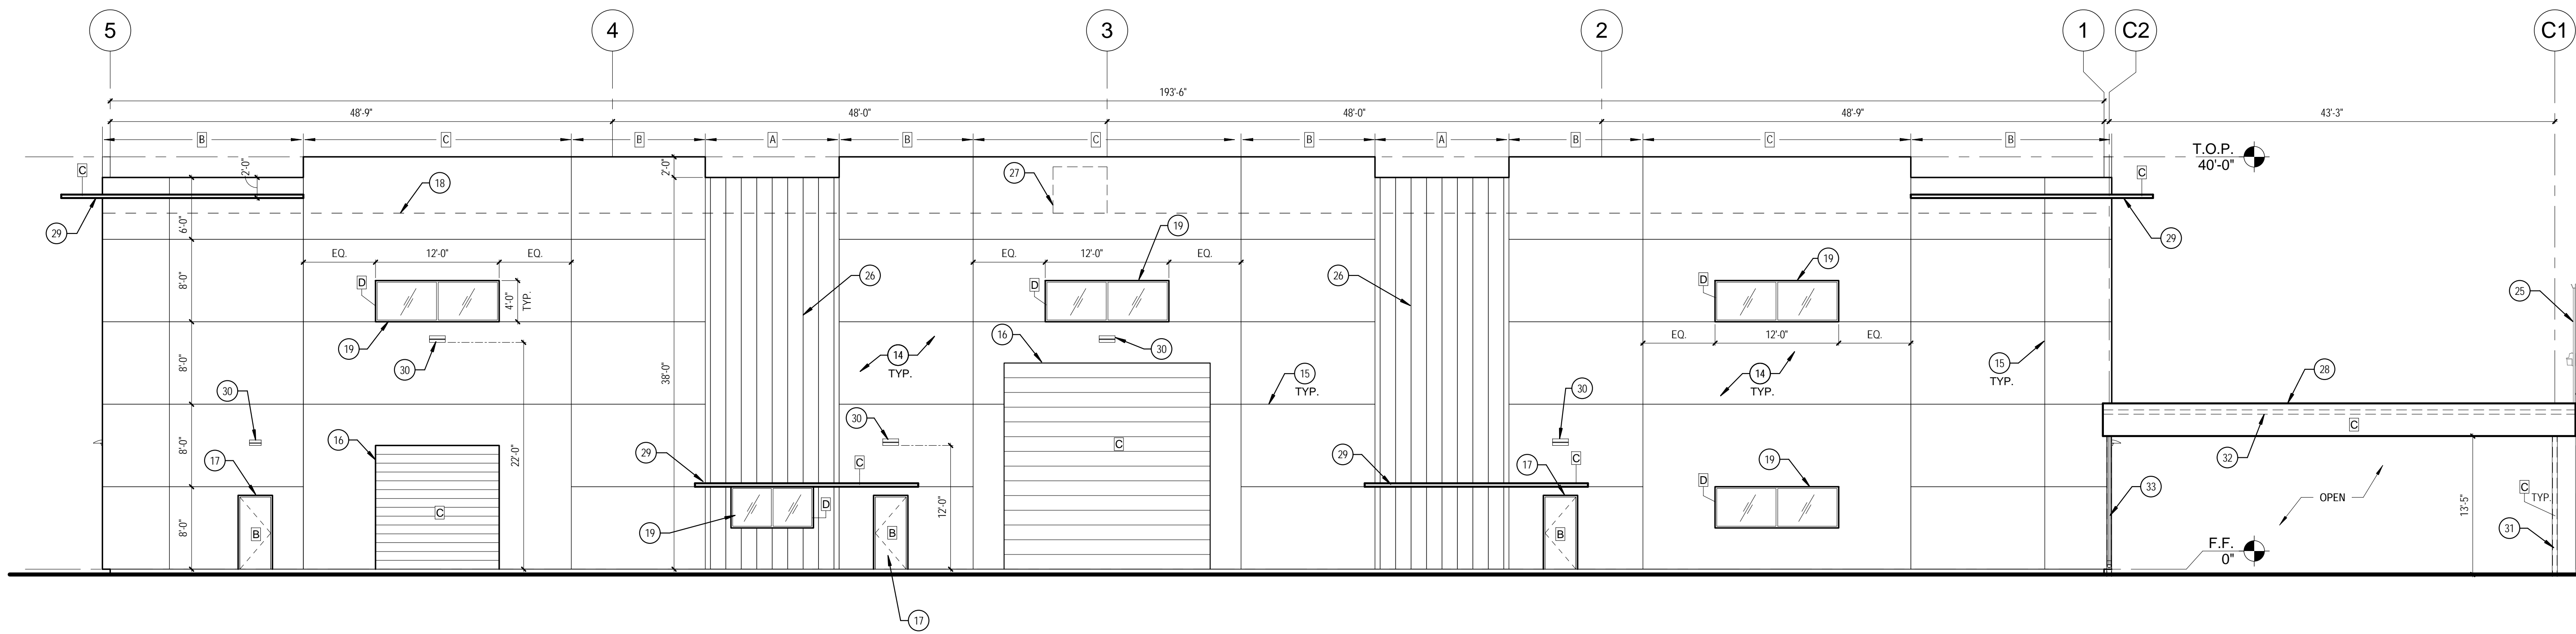 5
4
3
2
1
C2
C1
193'-6"
48'-9"
48'-0"
48'-0"
48'-9"
43'-3"
B
C
B
A
B
C
B
A
B
C
B
T.O.P.
40'-0"
C
2'-0"
18
2'-0"
27
C
29
6'-0"
19
29
EQ.
12'-0"
EQ.
EQ.
12'-0"
EQ.
19
8'-0"
D
4'-0"
TYP.
26
D
26
D
25
19
30
16
30
EQ.
12'-0"
EQ.
8'-0"
38'-0"
14
TYP.
15
TYP.
14
TYP.
15
TYP.
28
30
30
30
C
8'-0"
16
22'-0"
C
17
29
C
29
17
C
19
32
D
C
TYP.
33
OPEN
13'-5"
12'-0"
8'-0"
B
C
19
D
B
B
31
F.F.
0"
17